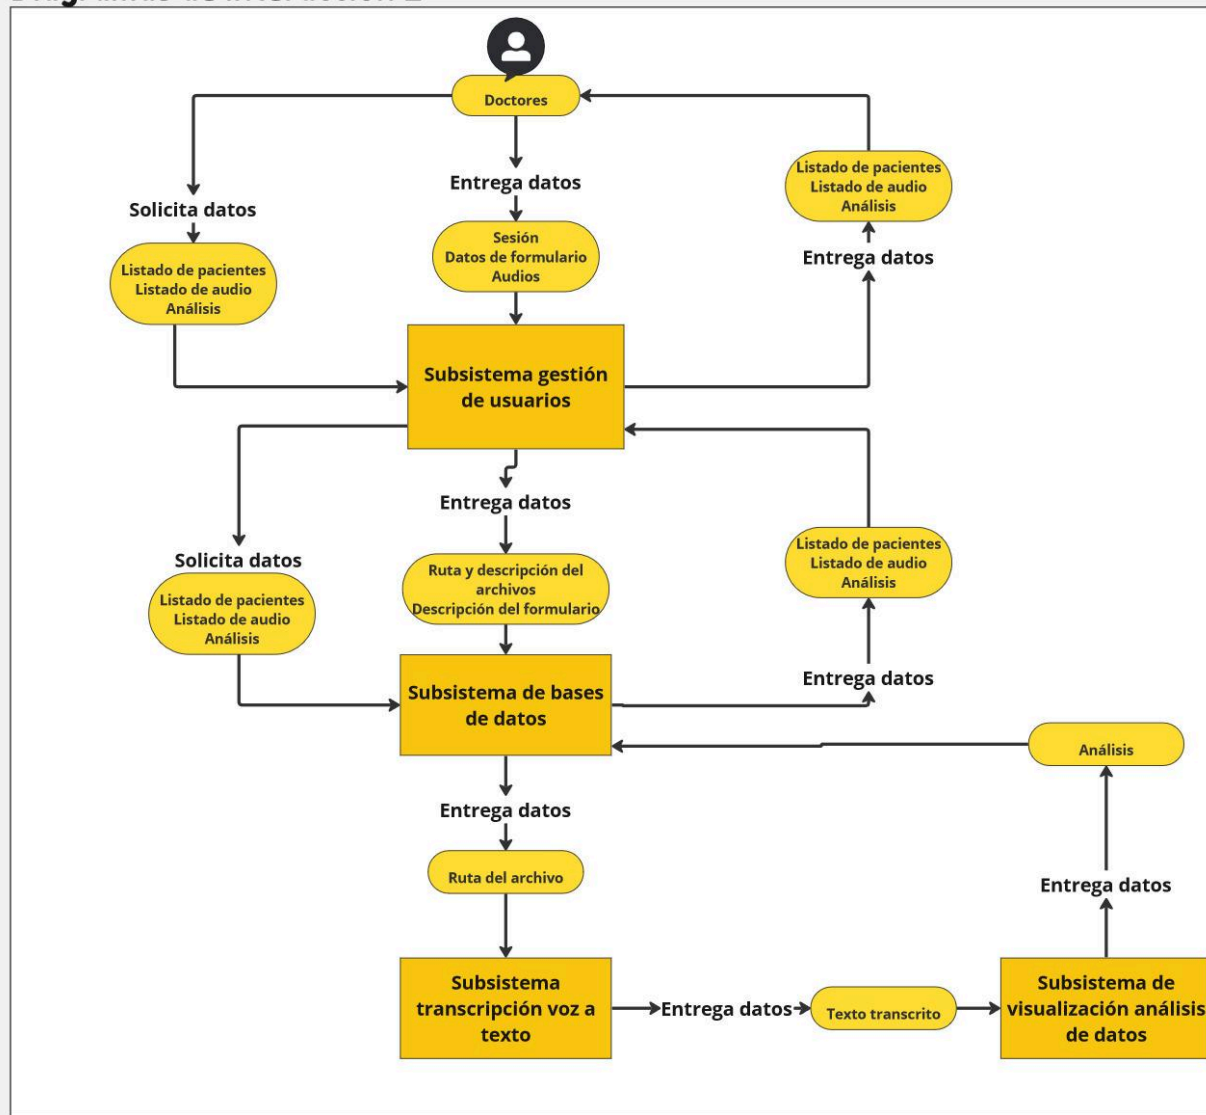 Doctores
Entrega datos
Solicita datos
Listado de pacientes
Listado de audio
Análisis
Sesión
Datos de formulario
Audios
Listado de pacientes
Listado de audio
Análisis
Entrega datos
Subsistema gestión
de usuarios
Entrega datos
Solicita datos
Listado de pacientes
Listado de audio
Análisis
Ruta y descripción del
archivos
Descripción del formulario
Listado de pacientes
Listado de audio
Análisis
Entrega datos
Subsistema de bases
de datos
Análisis
Entrega datos
Ruta del archivo
Entrega datos
Subsistema
transcripción voz a
texto
Entrega datos
Texto transcrito
Subsistema de
visualización análisis
de datos